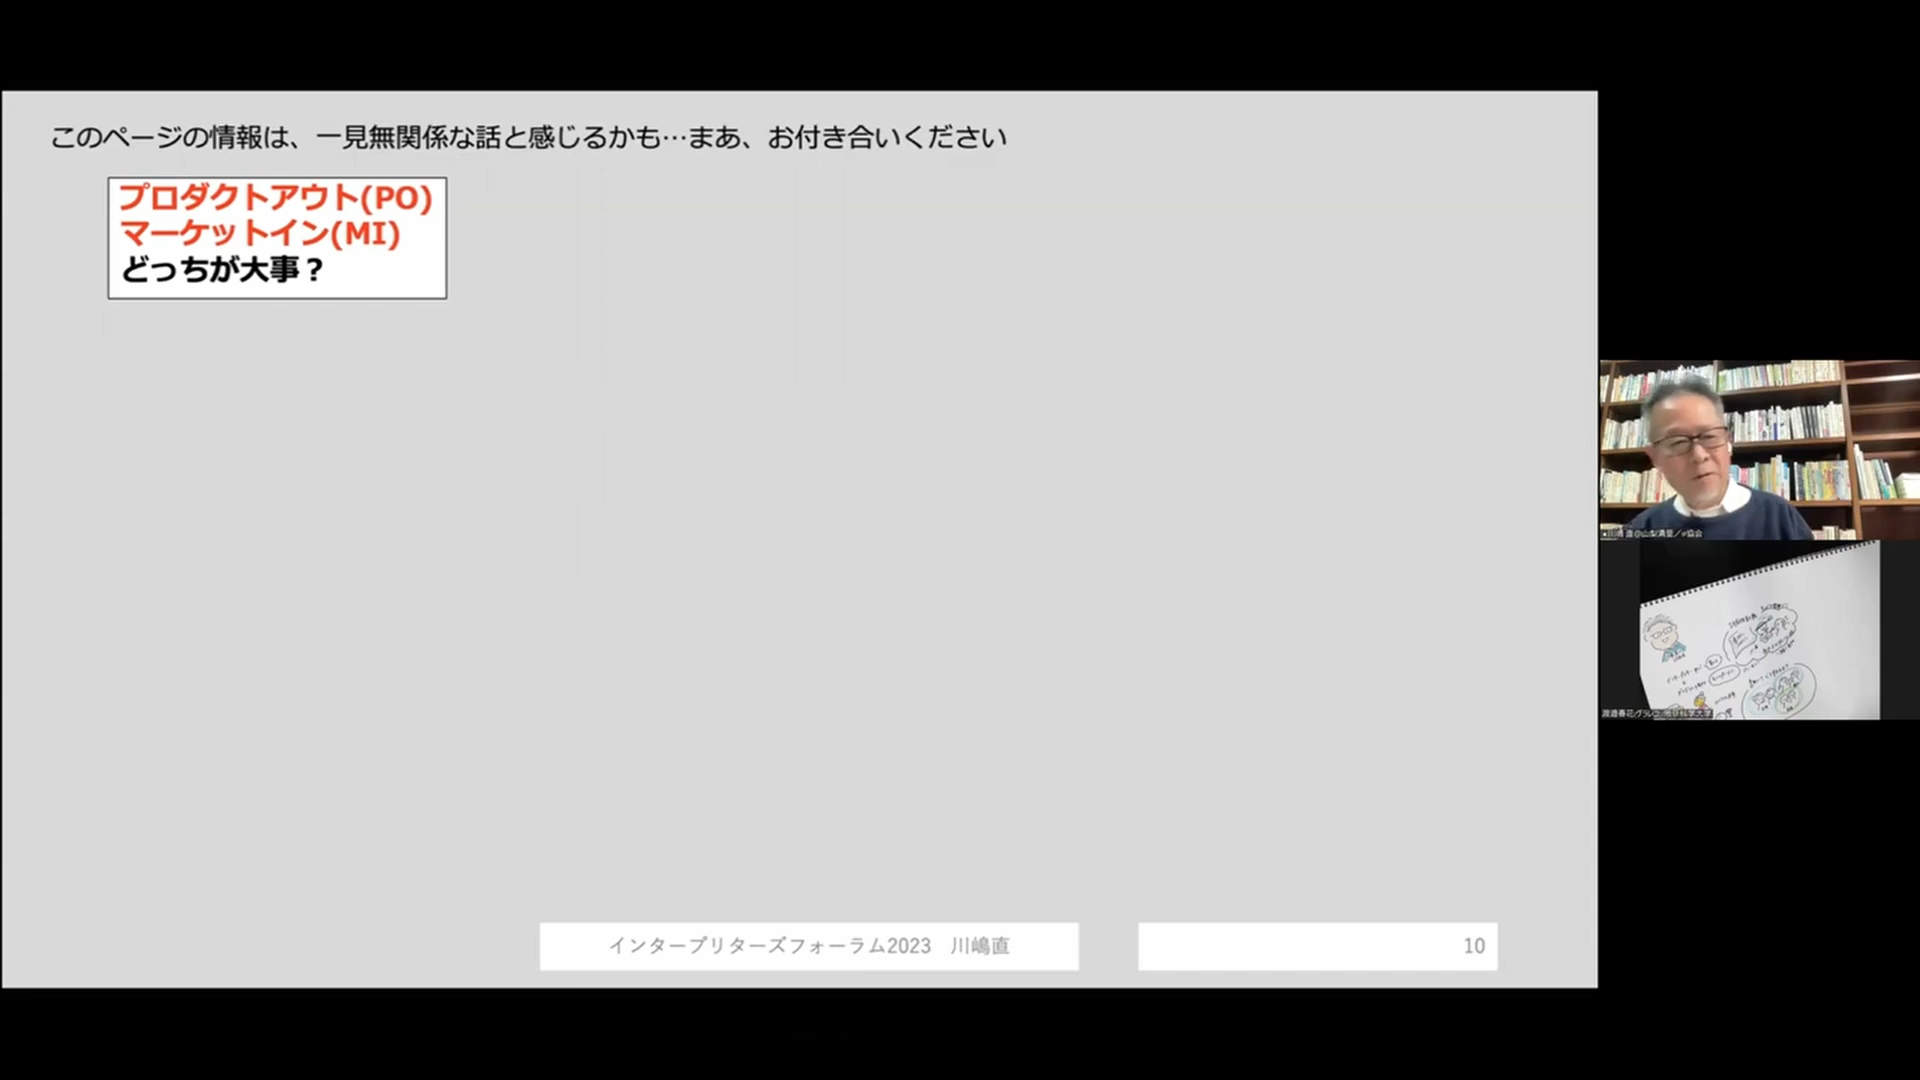 このページの情報は、一見無関係な話と感じるかも…まあ、お付き合いください
プロダクトアウト(PO)
マーケットイン(MI)
どっちが大事？
インタープリターズフォーラム2023　川嶋直
10